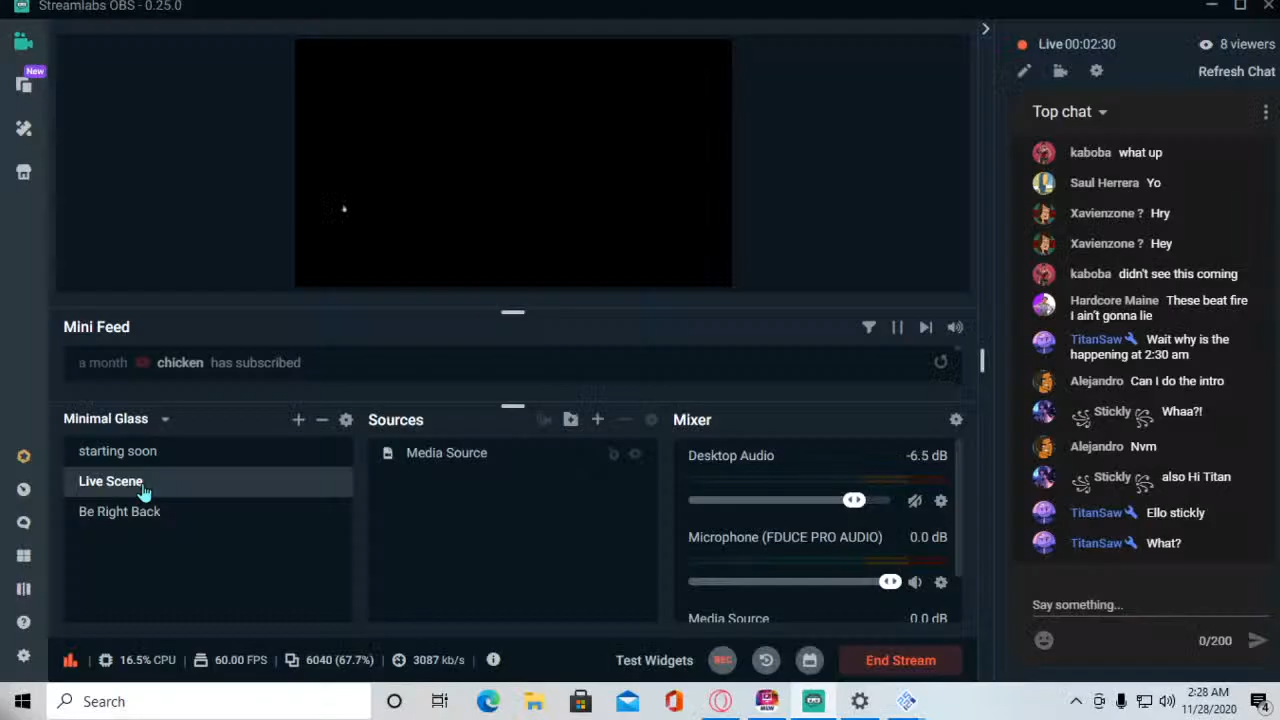 Streamlabs OBS - 0.25.0
New
Live 00:02:30
8 viewers
Refresh Chat
Top chat
kaboba what up
Saul Herrera Yo
Xavienzone ? Hry
Xavienzone ? Hey
kaboba didn't see this coming
Hardcore Maine These beat fire
I ain't gonna lie
TitanSaw Wait why is the
happening at 2:30 am
Alejandro Can I do the intro
Stickly Whaa?!
Alejandro Nvm
Stickly also Hi Titan
TitanSaw Ello stickly
TitanSaw What?
Say something...
0/200
Mini Feed
a month chicken has subscribed
Minimal Glass
starting soon
Live Scene
Be Right Back
Sources
Media Source
Mixer
Desktop Audio -6.5 dB
Microphone (FDUCE PRO AUDIO) 0.0 dB
Media Source 0.0 dB
16.5% CPU
60.00 FPS
6040 (67.7%)
3087 kb/s
Test Widgets
REC
End Stream
Search
2:28 AM
11/28/2020
4